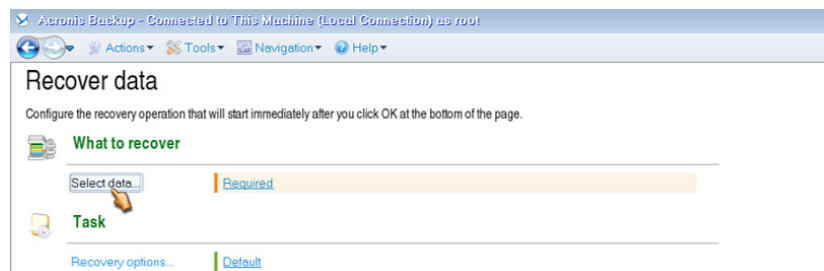 Acronis Backup - Connected to This Machine (Local Connection) as root
Actions Tools Navigation Help
Recover data
Configure the recovery operation that will start immediately after you click OK at the bottom of the page.
What to recover
Select data... Required
Task
Recovery options... Default